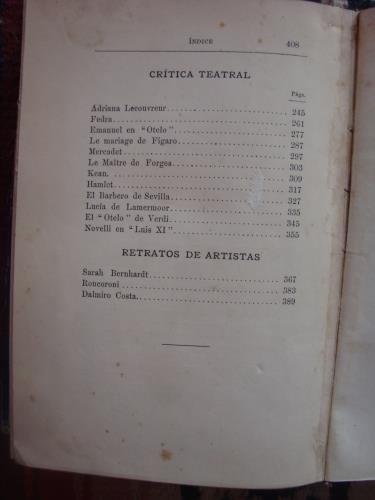 ÍNDICE 408
CRÍTICA TEATRAL
Págs.
Adriana Lecouvreur 245
Fedra 261
Emanuel en "Otelo" 277
Le mariage de Figaro 287
Mercadet 297
Le Maître de Forges 303
Kean. 309
Hamlet 317
El Barbero de Sevilla 327
Lucía de Lamermoor 335
El "Otelo" de Verdi 345
Novelli en "Luis XI" 355
RETRATOS DE ARTISTAS
Sarah Bernhardt 367
Roncoroni 383
Dalmiro Costa 389